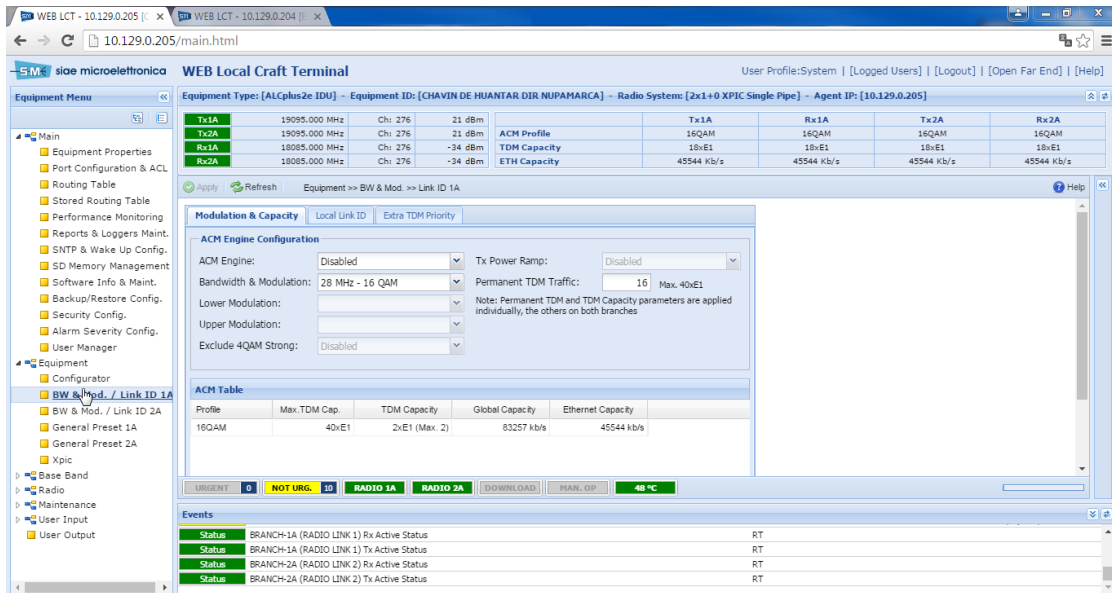 WEB LCT - 10.129.0.205 [C
WEB LCT - 10.129.0.204 [E
10.129.0.205/main.html
siae microelettronica
WEB Local Craft Terminal
User Profile:System | [Logged Users] | [Logout] | [Open Far End] | [Help]
Equipment Menu
Equipment Type: [ALCplus2e IDU] - Equipment ID: [CHAVIN DE HUANTAR DIR NUPAMARCA] - Radio System: [2x1+0 XPIC Single Pipe] - Agent IP: [10.129.0.205]
Main
Equipment Properties
Port Configuration & ACL
Routing Table
Stored Routing Table
Performance Monitoring
Reports & Loggers Maint.
SNTP & Wake Up Config.
SD Memory Management
Software Info & Maint.
Backup/Restore Config.
Security Config.
Alarm Severity Config.
User Manager
Equipment
Configurator
BW & Mod. / Link ID 1A
BW & Mod. / Link ID 2A
General Preset 1A
General Preset 2A
Xpic
Base Band
Radio
Maintenance
User Input
User Output
Tx1A 19095.000 MHz Ch: 276 21 dBm
Tx2A 19095.000 MHz Ch: 276 21 dBm
Rx1A 18085.000 MHz Ch: 276 -34 dBm
Rx2A 18085.000 MHz Ch: 276 -34 dBm
Tx1A Rx1A Tx2A Rx2A
ACM Profile 16QAM 16QAM 16QAM 16QAM
TDM Capacity 18xE1 18xE1 18xE1 18xE1
ETH Capacity 45544 Kb/s 45544 Kb/s 45544 Kb/s 45544 Kb/s
Apply Refresh Equipment >> BW & Mod. >> Link ID 1A Help
Modulation & Capacity Local Link ID Extra TDM Priority
ACM Engine Configuration
ACM Engine: Disabled Tx Power Ramp: Disabled
Bandwidth & Modulation: 28 MHz - 16 QAM Permanent TDM Traffic: 16 Max. 40xE1
Lower Modulation:
Note: Permanent TDM and TDM Capacity parameters are applied
individually, the others on both branches
Upper Modulation:
Exclude 4QAM Strong: Disabled
ACM Table
Profile Max.TDM Cap. TDM Capacity Global Capacity Ethernet Capacity
16QAM 40xE1 2xE1 (Max. 2) 83257 kb/s 45544 kb/s
URGENT 0 NOT URG. 10 RADIO 1A RADIO 2A DOWNLOAD MAN. OP 48 °C
Events
Status BRANCH-1A (RADIO LINK 1) Rx Active Status RT
Status BRANCH-1A (RADIO LINK 1) Tx Active Status RT
Status BRANCH-2A (RADIO LINK 2) Rx Active Status RT
Status BRANCH-2A (RADIO LINK 2) Tx Active Status RT